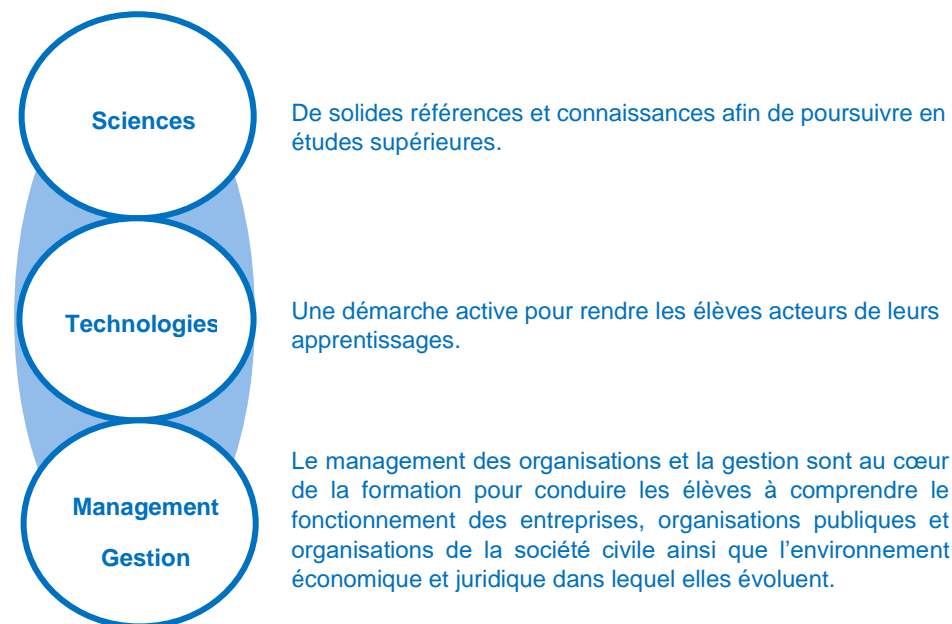 Sciences
De solides références et connaissances afin de poursuivre en
études supérieures.
Technologies
Une démarche active pour rendre les élèves acteurs de leurs
apprentissages.
Management
Gestion
Le management des organisations et la gestion sont au cœur
de la formation pour conduire les élèves à comprendre le
fonctionnement des entreprises, organisations publiques et
organisations de la société civile ainsi que l’environnement
économique et juridique dans lequel elles évoluent.